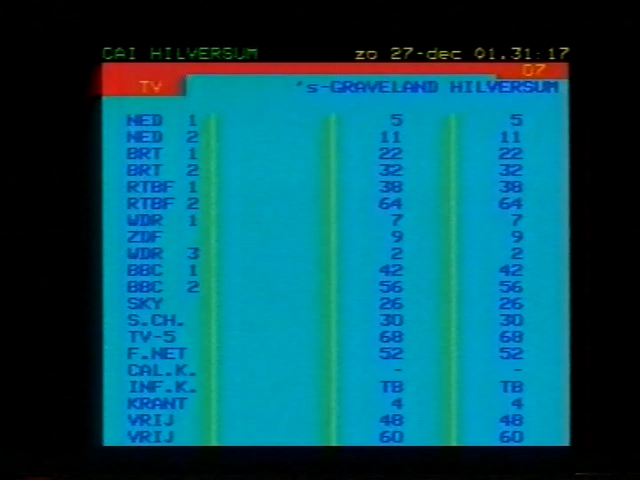 CAI HILVERSUM zo 27-dec 01.31:17
07
TV 's-GRAVELAND HILVERSUM
NED 1 5 5
NED 2 11 11
BRT 1 22 22
BRT 2 32 32
RTBF 1 38 38
RTBF 2 64 64
WDR 1 7 7
ZDF 9 9
WDR 3 2 2
BBC 1 42 42
BBC 2 56 56
SKY 26 26
S.CH. 30 30
TV-5 68 68
F.NET 52 52
CAL.K. - -
INF.K. TB TB
KRANT 4 4
VRIJ 48 48
VRIJ 60 60